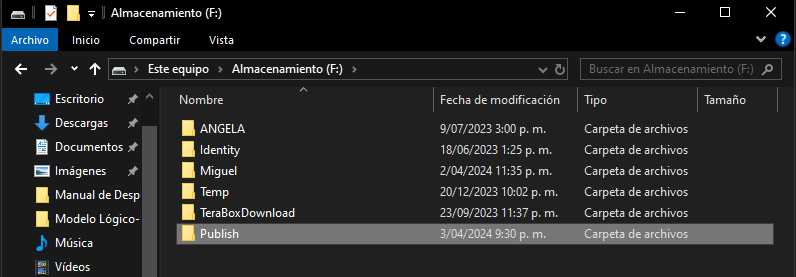 Almacenamiento (F:)
Archivo Inicio Compartir Vista
Este equipo > Almacenamiento (F:) > Buscar en Almacenamiento (F:)
Nombre Fecha de modificación Tipo Tamaño
Escritorio
Descargas
Documentos
Imágenes
Manual de Desp
Modelo Lógico-
Música
Vídeos
ANGELA 9/07/2023 3:00 p. m. Carpeta de archivos
Identity 18/06/2023 1:25 p. m. Carpeta de archivos
Miguel 2/04/2024 11:35 p. m. Carpeta de archivos
Temp 20/12/2023 10:02 p. m. Carpeta de archivos
TeraBoxDownload 23/09/2023 11:37 p. m. Carpeta de archivos
Publish 3/04/2024 9:30 p. m. Carpeta de archivos